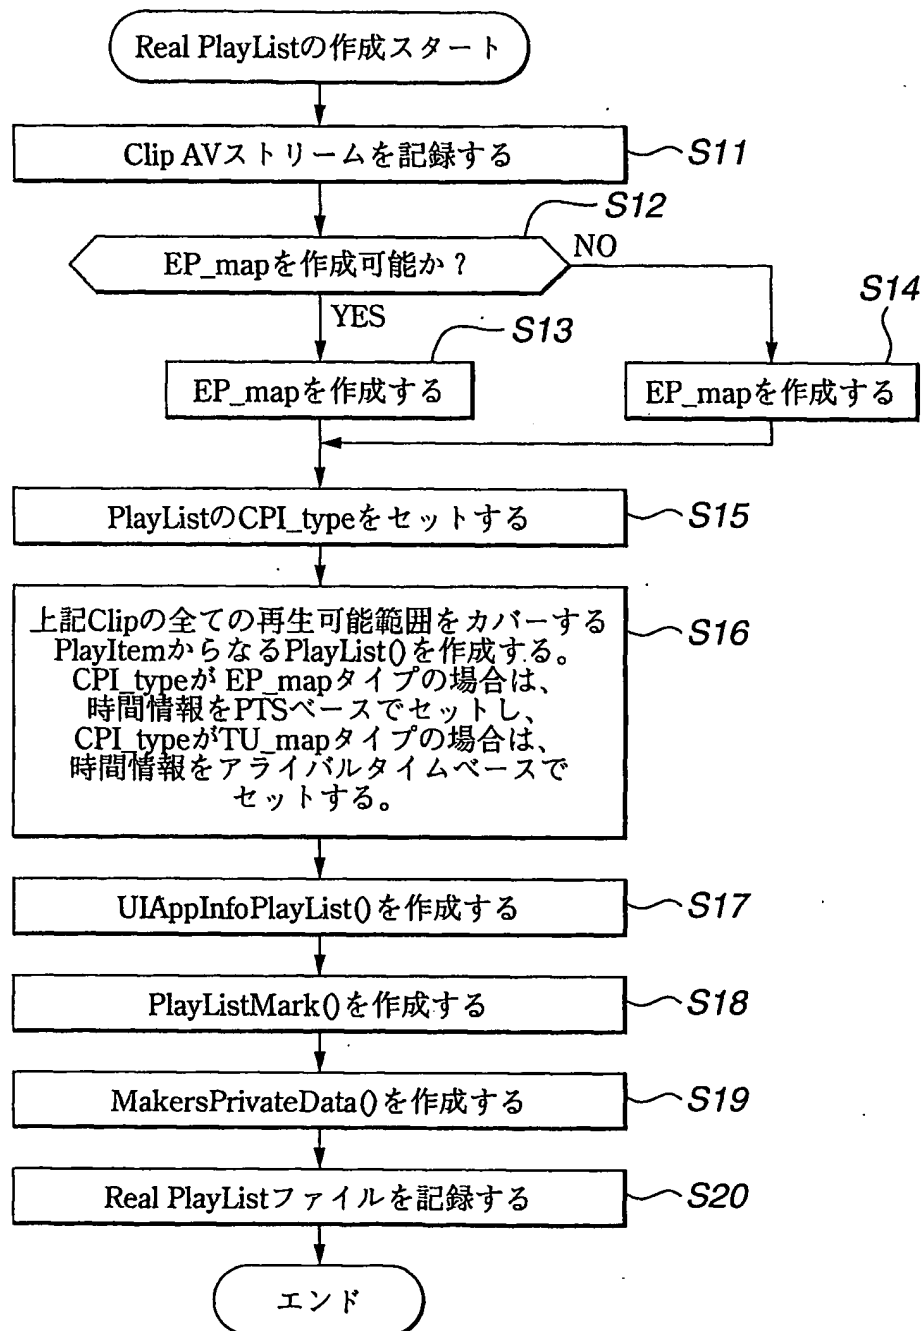 Real PlayListの作成スタート
Clip AVストリームを記録する
S11
S12
EP_mapを作成可能か？
NO
YES
S13
S14
EP_mapを作成する
EP_mapを作成する
PlayListのCPI_typeをセットする
S15
上記Clipの全ての再生可能範囲をカバーする
PlayItemからなるPlayList()を作成する。
CPI_typeが EP_mapタイプの場合は、
時間情報をPTSベースでセットし、
CPI_typeがTU_mapタイプの場合は、
時間情報をアライバルタイムベースで
セットする。
S16
UIAppInfoPlayList()を作成する
S17
PlayListMark()を作成する
S18
MakersPrivateData()を作成する
S19
Real PlayListファイルを記録する
S20
エンド